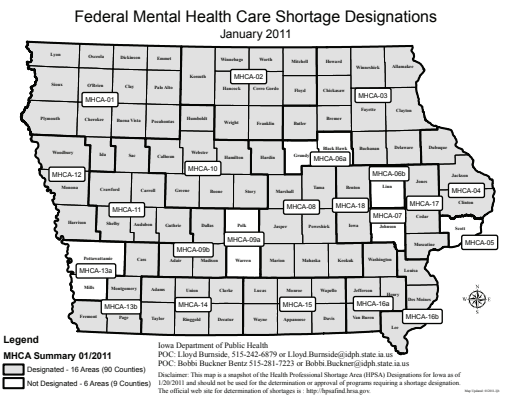 Federal Mental Health Care Shortage Designations
January 2011
Lyon Osceola Dickinson Emmet Kossuth Winnebago Worth Mitchell Howard Winneshiek Allamakee
MHCA-02
Sioux O'Brien Clay Palo Alto Hancock Cerro Gordo Floyd Chickasaw
MHCA-01 MHCA-03
Plymouth Cherokee Buena Vista Pocahontas Humboldt Wright Franklin Butler Bremer Fayette Clayton
Woodbury Ida Sac Calhoun Webster Hamilton Hardin Grundy Black Hawk Buchanan Delaware Dubuque
MHCA-12 MHCA-10 MHCA-06a MHCA-06b
Monona Crawford Carroll Greene Boone Story Marshall Tama Benton Linn Jones Jackson
MHCA-11 MHCA-08 MHCA-18 MHCA-17 MHCA-04
Clinton
Harrison Shelby Audubon Guthrie Dallas Polk Jasper Poweshiek Iowa Johnson Cedar Scott
MHCA-07
MHCA-09a MHCA-05
Muscatine
Pottawattamie Cass Adair Madison Warren Marion Mahaska Keokuk Washington Louisa
MHCA-13a MHCA-09b
Mills Montgomery Adams Union Clarke Lucas Monroe Wapello Jefferson Henry Des Moines
MHCA-13b MHCA-14 MHCA-15 MHCA-16a MHCA-16b
Fremont Page Taylor Ringgold Decatur Wayne Appanoose Davis Van Buren Lee
N
E
S
W
Legend
MHCA Summary 01/2011
Designated - 16 Areas (90 Counties)
Not Designated - 6 Areas (9 Counties)
Iowa Department of Public Health
POC: Lloyd Burnside, 515-242-6879 or Lloyd.Burnside@idph.state.ia.us
POC: Bobbi Buckner Bentz 515-281-7223 or Bobbi.Buckner@idph.state.ia.us
Disclaimer: This map is a snapshot of the Health Professional Shortage Area (HPSA) Designations for Iowa as of
1/20/2011 and should not be used for the determination or approval of programs requiring a shortage designation.
The official web site for determination of shortages is : http://hpsafind.hrsa.gov.